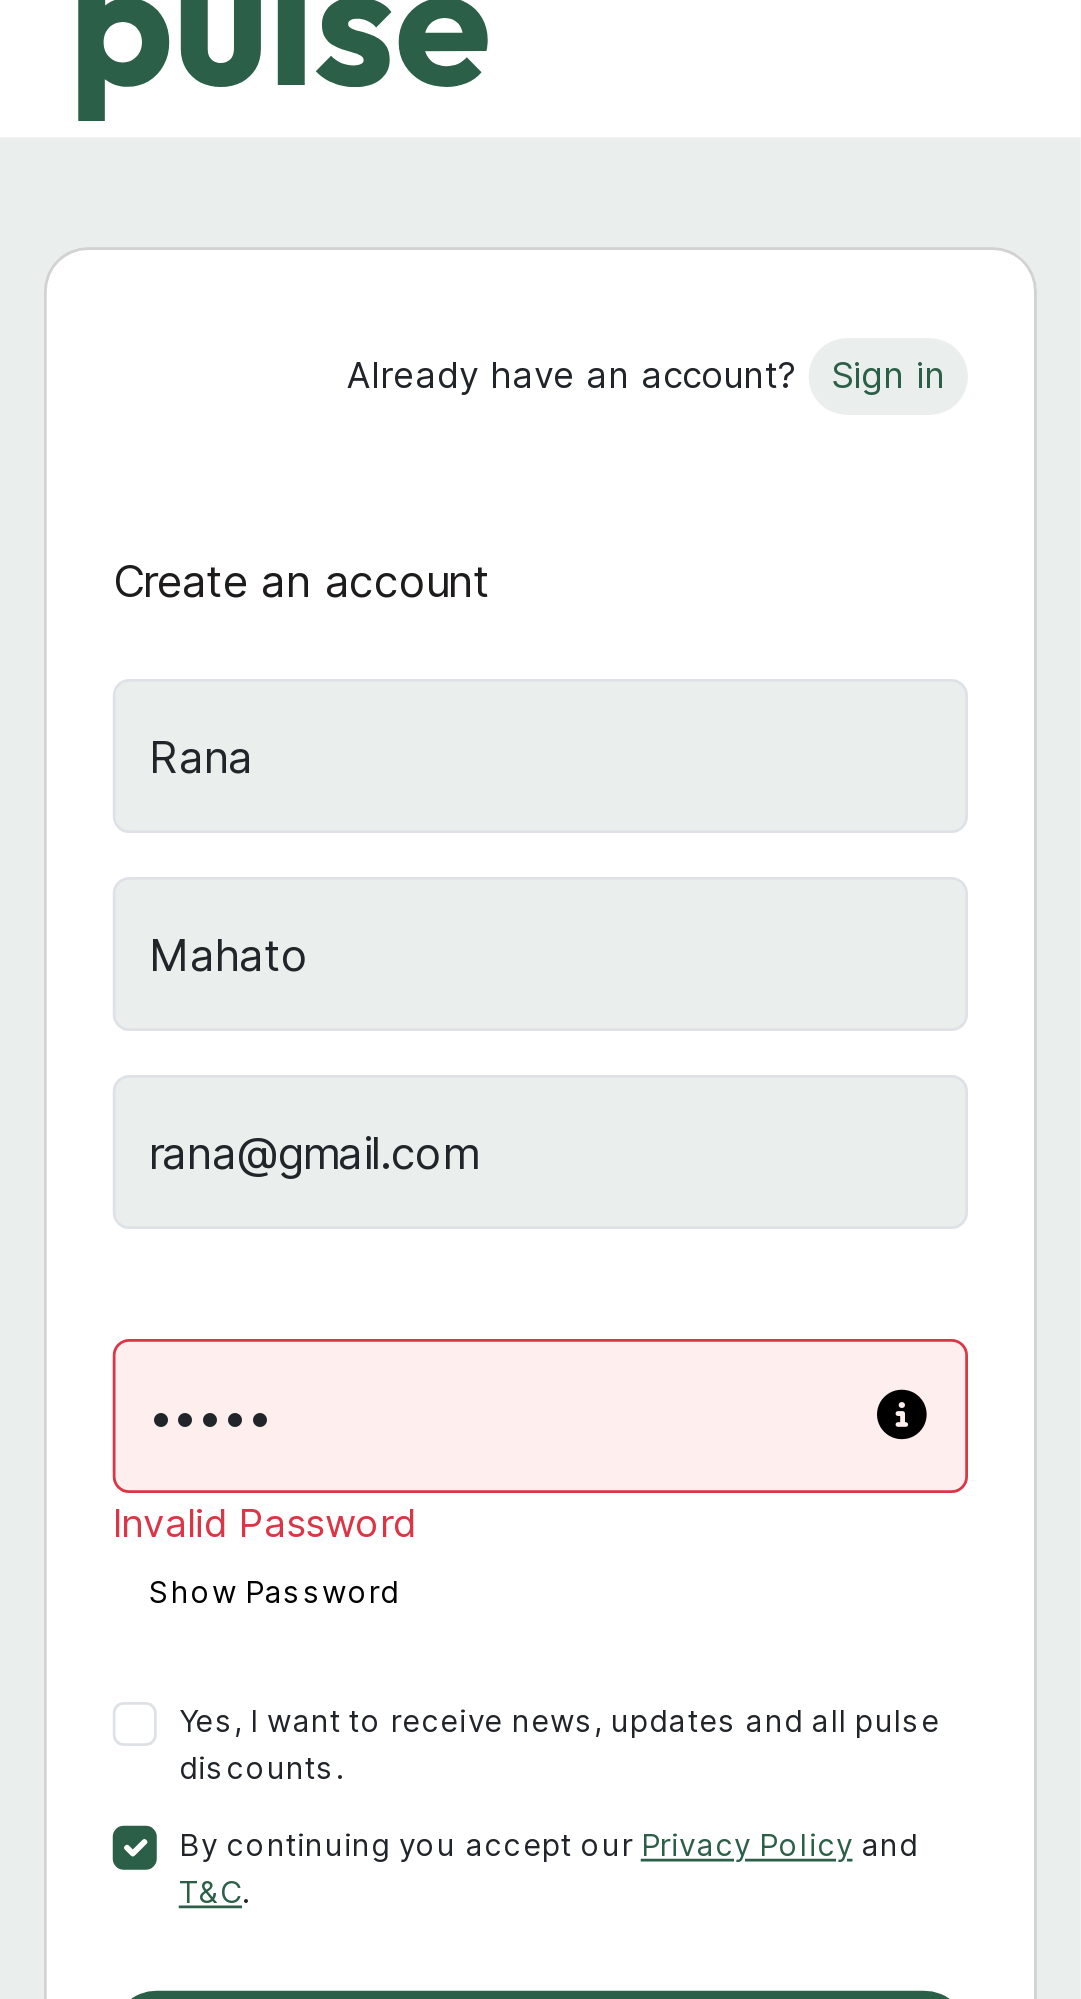 pulse
Already have an account? Sign in
Create an account
Rana
Mahato
rana@gmail.com
•••••
Invalid Password
Show Password
Yes, I want to receive news, updates and all pulse
discounts.
By continuing you accept our Privacy Policy and
T&C.